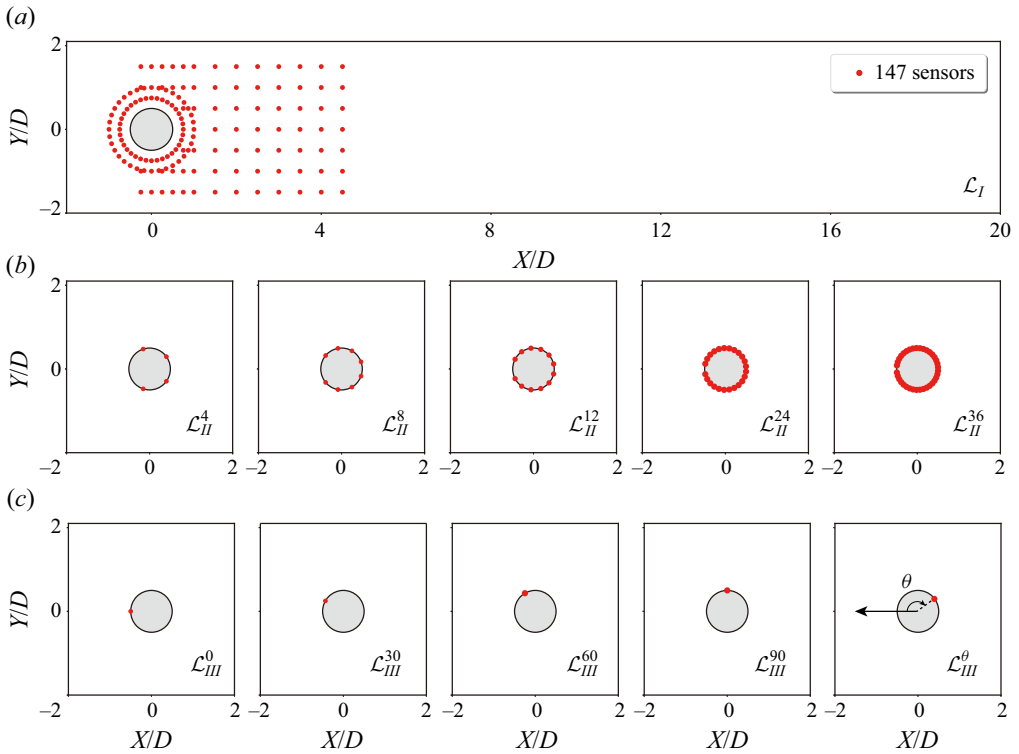 (a)
2
147 sensors
Y/D
0
ℒ_I
–2
0 4 8 12 16 20
X/D
(b)
2
Y/D
0
ℒ_II^4 ℒ_II^8 ℒ_II^12 ℒ_II^24 ℒ_II^36
–2
0 2 –2 0 2 –2 0 2 –2 0 2 –2 0 2
(c)
2
θ
Y/D
0
ℒ_III^0 ℒ_III^30 ℒ_III^60 ℒ_III^90 ℒ_III^θ
–2
0 2 –2 0 2 –2 0 2 –2 0 2 –2 0 2
X/D X/D X/D X/D X/D